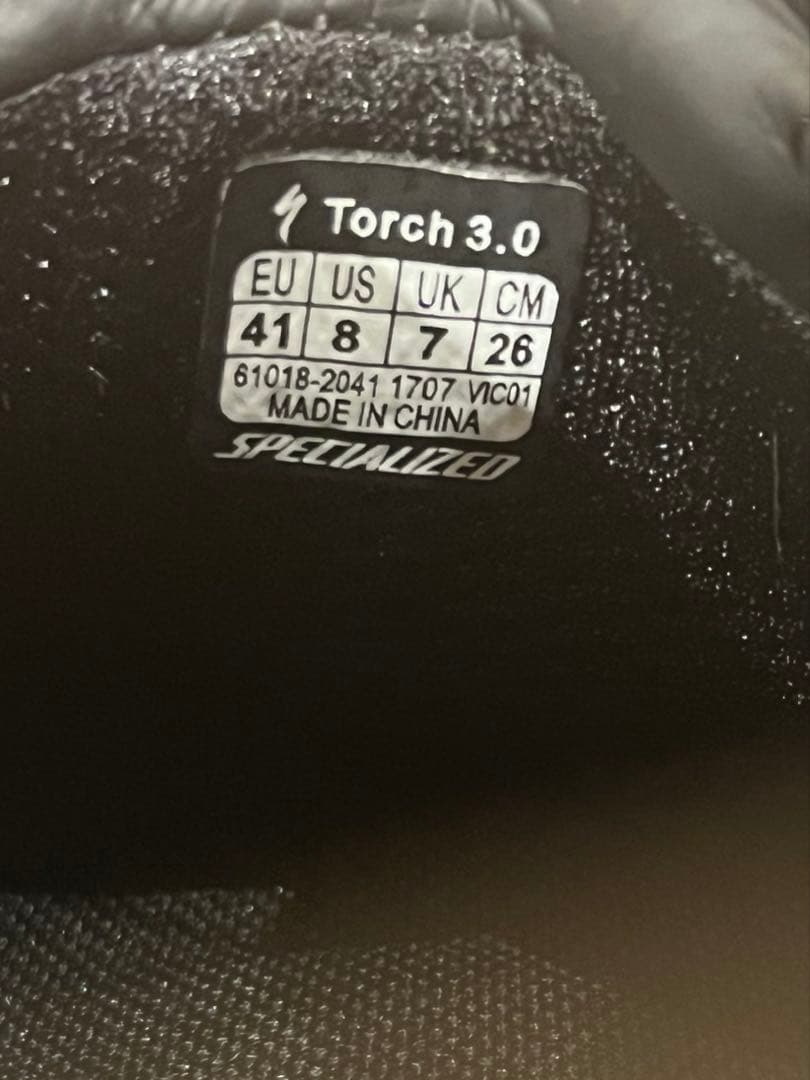 Torch 3.0
EU US UK CM
41 8 7 26
61018-2041 1707 VIC01
MADE IN CHINA
SPECIALIZED